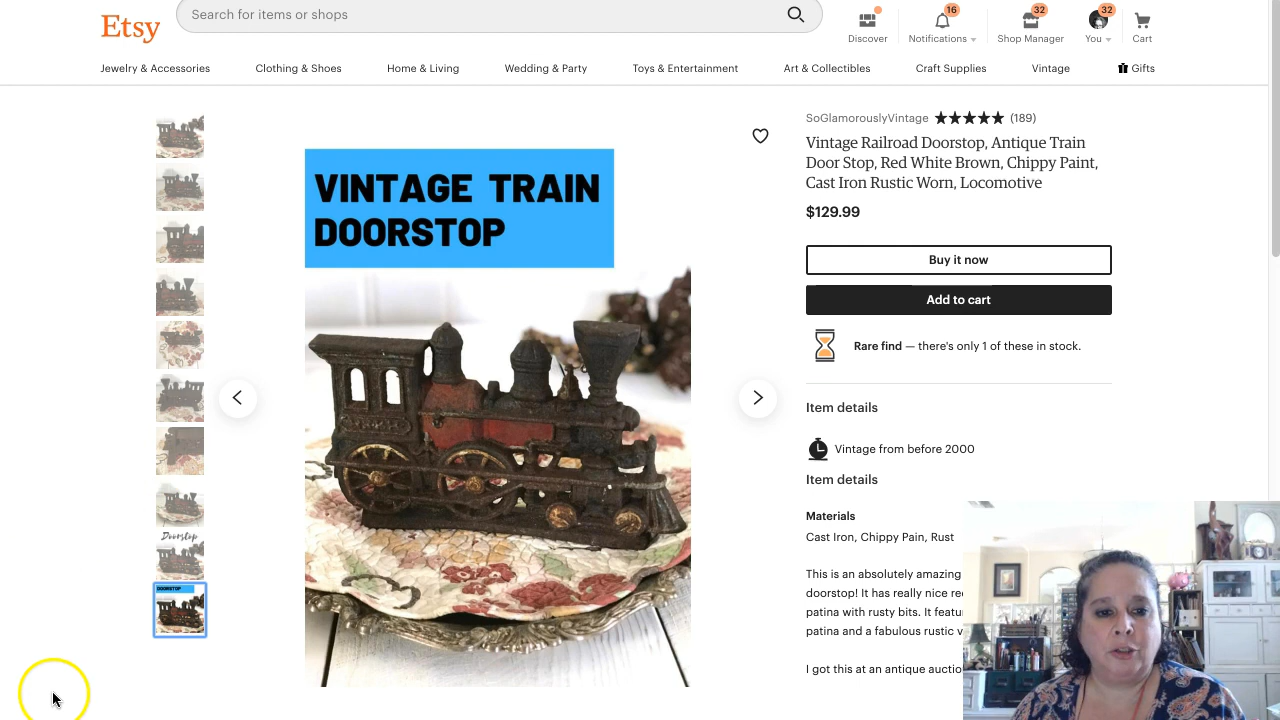 Etsy
Search for items or shops
16
32
32
Discover
Notifications
Shop Manager
You
Cart
Jewelry & Accessories
Clothing & Shoes
Home & Living
Wedding & Party
Toys & Entertainment
Art & Collectibles
Craft Supplies
Vintage
Gifts
SoGlamorouslyVintage
(189)
Vintage Railroad Doorstop, Antique Train
Door Stop, Red White Brown, Chippy Paint,
Cast Iron Rustic Worn, Locomotive
$129.99
Buy it now
Add to cart
Rare find — there's only 1 of these in stock.
Item details
Vintage from before 2000
Item details
Materials
Cast Iron, Chippy Pain, Rust
This is an absolutely amazing
doorstop. It has really nice
patina with rusty bits. It
patina and a fabulous rustic
I got this at an antique
VINTAGE TRAIN
DOORSTOP
Doorstop
DOORSTOP